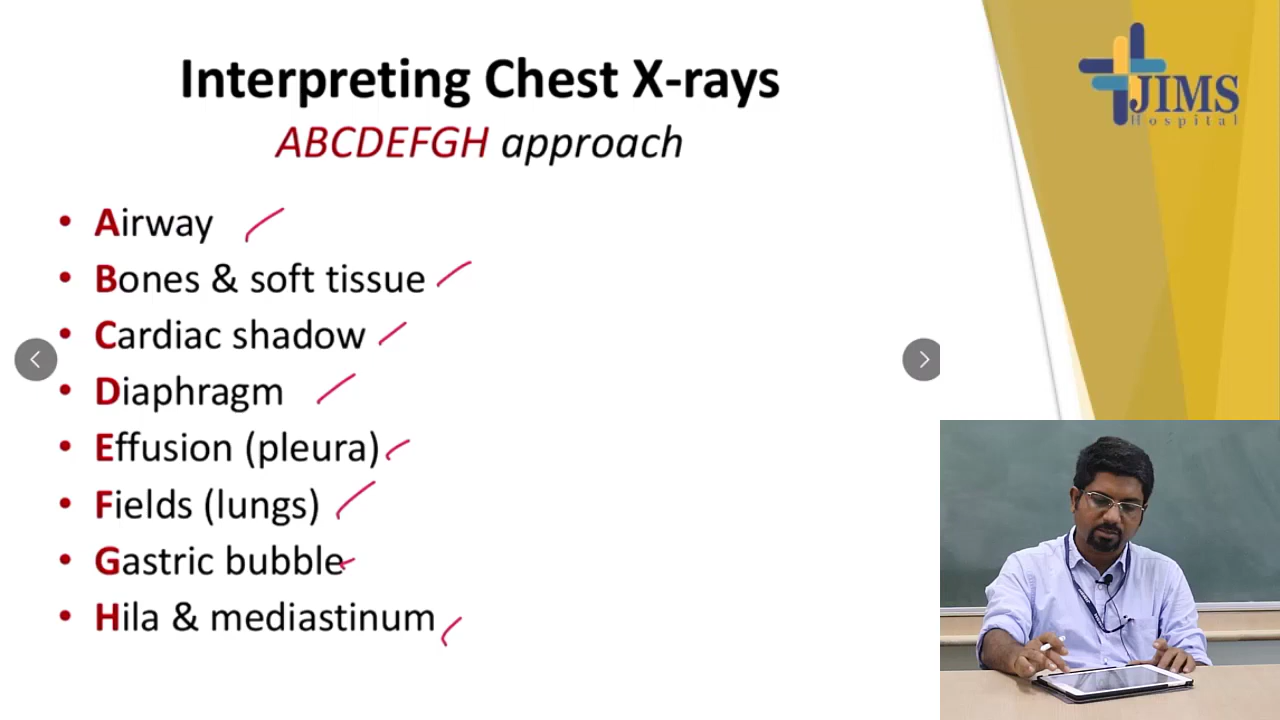 Interpreting Chest X-rays
ABCDEFGH approach
• Airway
• Bones & soft tissue
• Cardiac shadow
• Diaphragm
• Effusion (pleura)
• Fields (lungs)
• Gastric bubble
• Hila & mediastinum
JIMS
Hospital